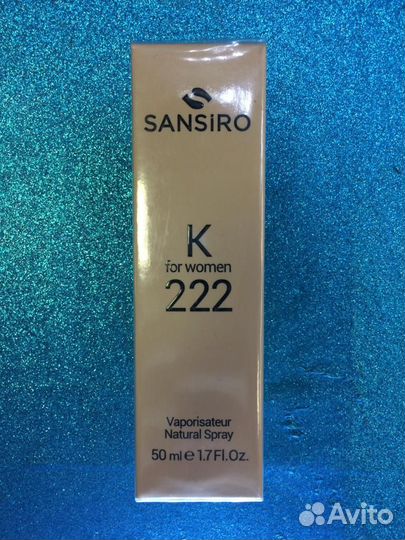 SANSiRO
K
for women
222
Vaporisateur
Natural Spray
50 ml e 1.7 Fl.Oz.
Avito